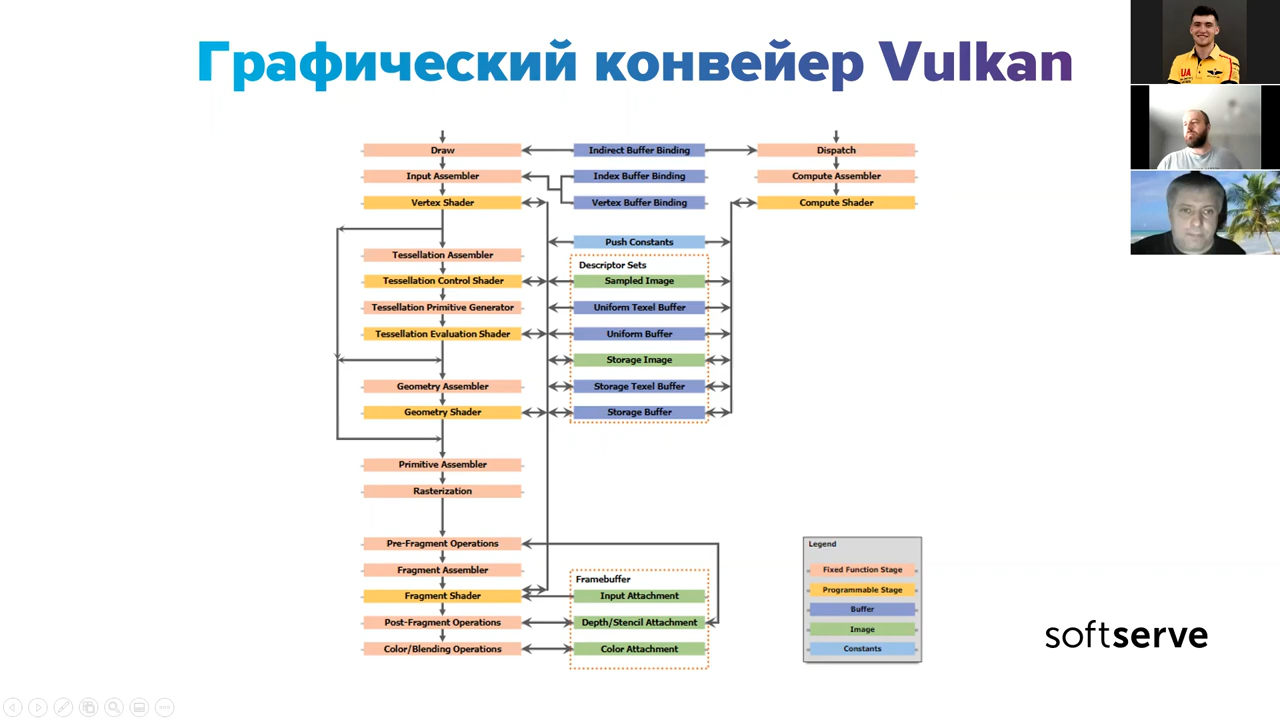 Графический конвейер Vulkan
UA
Draw
Indirect Buffer Binding
Dispatch
Input Assembler
Index Buffer Binding
Compute Assembler
Vertex Shader
Vertex Buffer Binding
Compute Shader
Push Constants
Tessellation Assembler
Descriptor Sets
Tessellation Control Shader
Sampled Image
Tessellation Primitive Generator
Uniform Texel Buffer
Tessellation Evaluation Shader
Uniform Buffer
Storage Image
Geometry Assembler
Storage Texel Buffer
Geometry Shader
Storage Buffer
Primitive Assembler
Rasterization
Pre-Fragment Operations
Fragment Assembler
Framebuffer
Fragment Shader
Input Attachment
Post-Fragment Operations
Depth/Stencil Attachment
Color/Blending Operations
Color Attachment
Legend
Fixed Function Stage
Programmable Stage
Buffer
Image
Constants
softserve